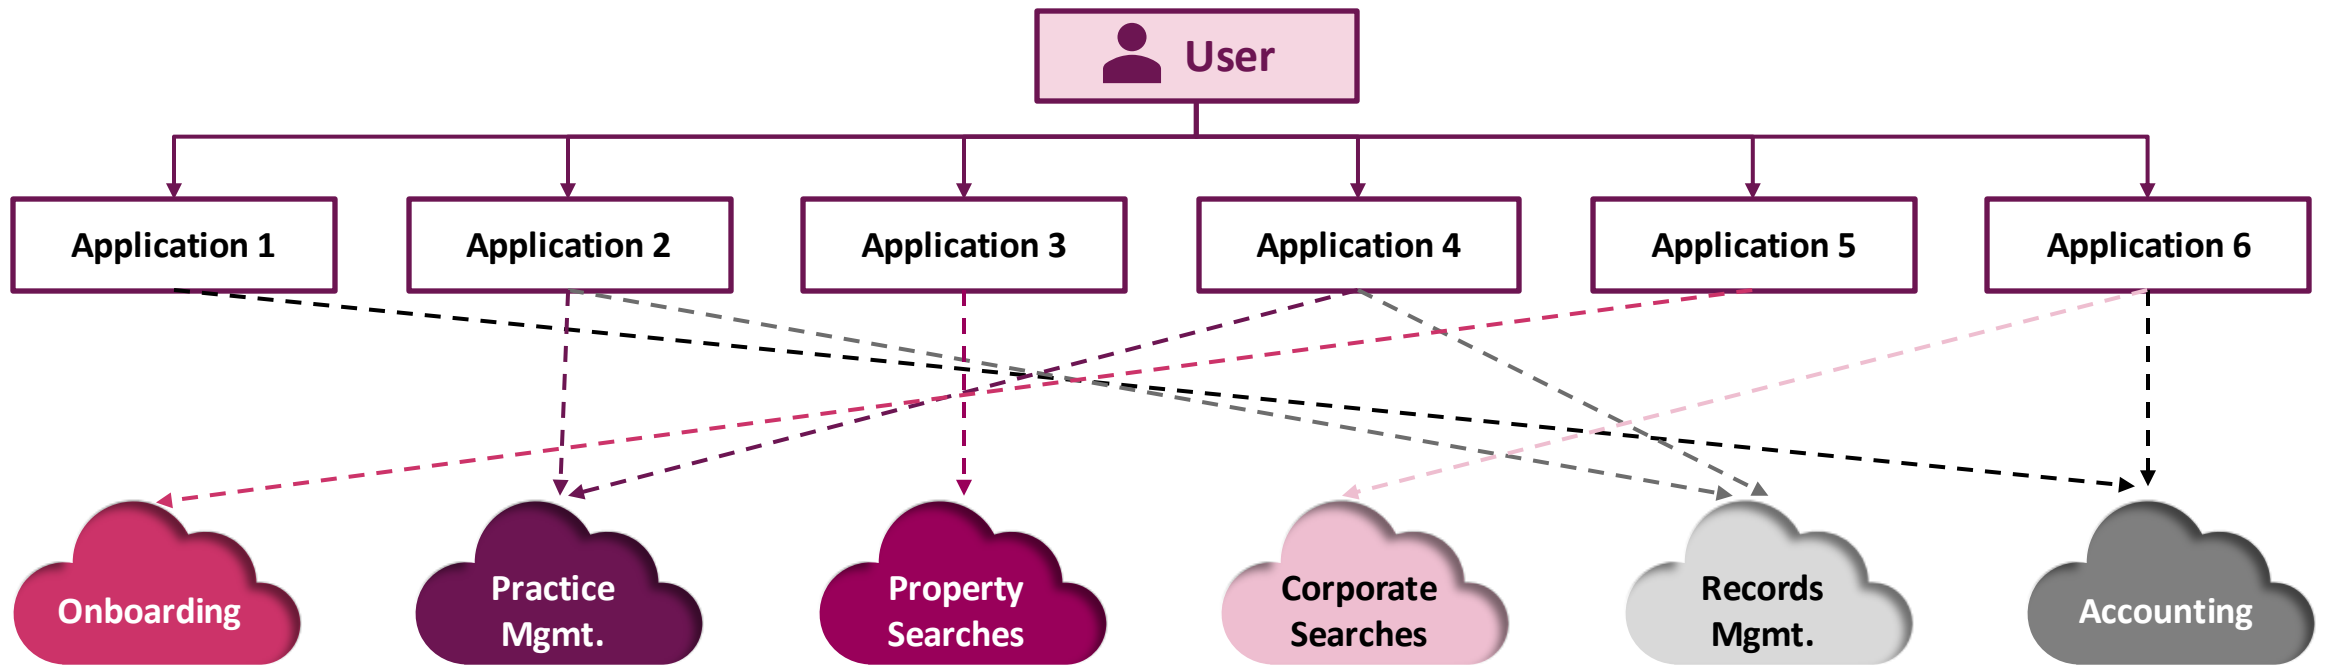 User
Application 1
Application 2
Application 3
Application 4
Application 5
Application 6
Onboarding
Practice
Mgmt.
Property
Searches
Corporate
Searches
Records
Mgmt.
Accounting